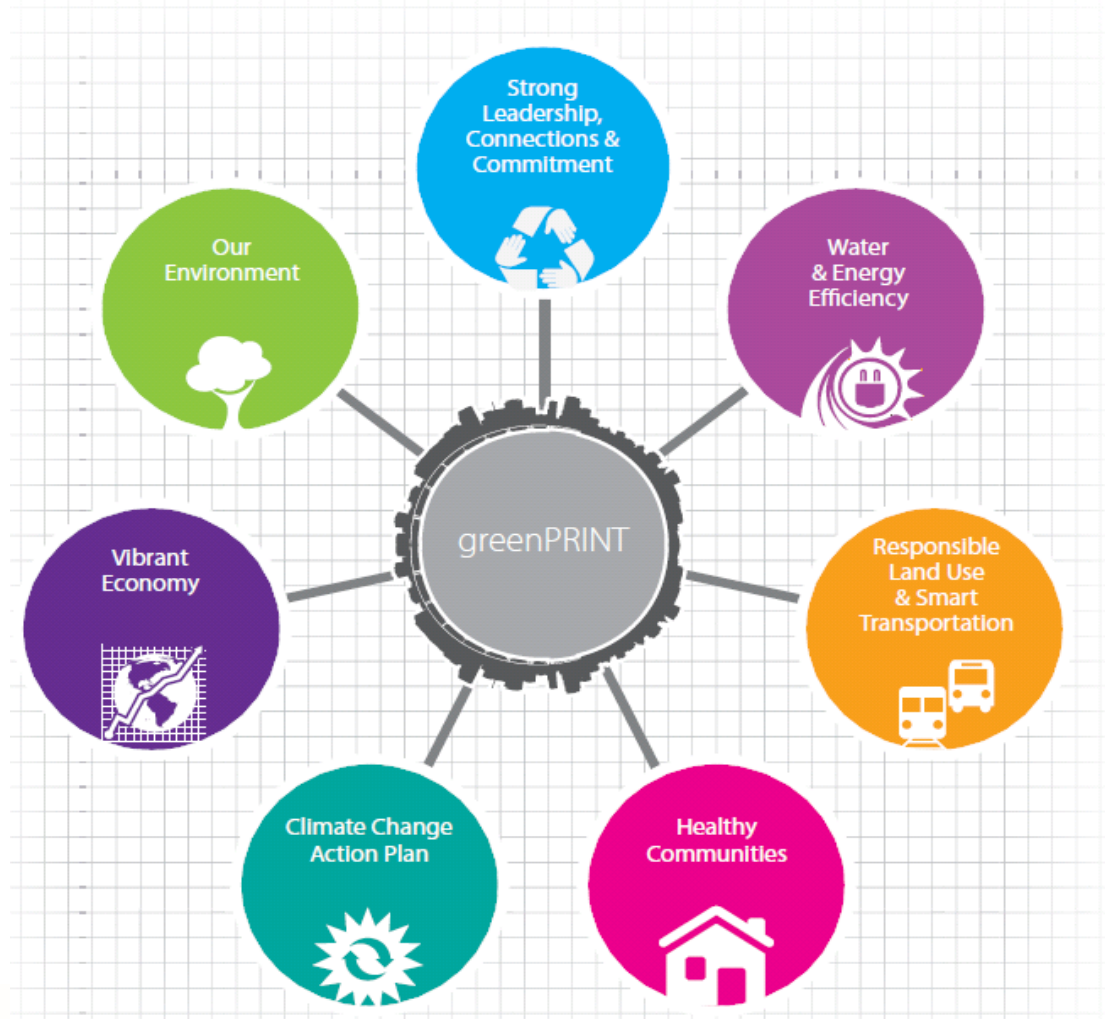 Strong
Leadership,
Connections &
Commitment
Water
& Energy
Efficiency
Responsible
Land Use
& Smart
Transportation
Healthy
Communities
Climate Change
Action Plan
Vibrant
Economy
Our
Environment
greenPRINT